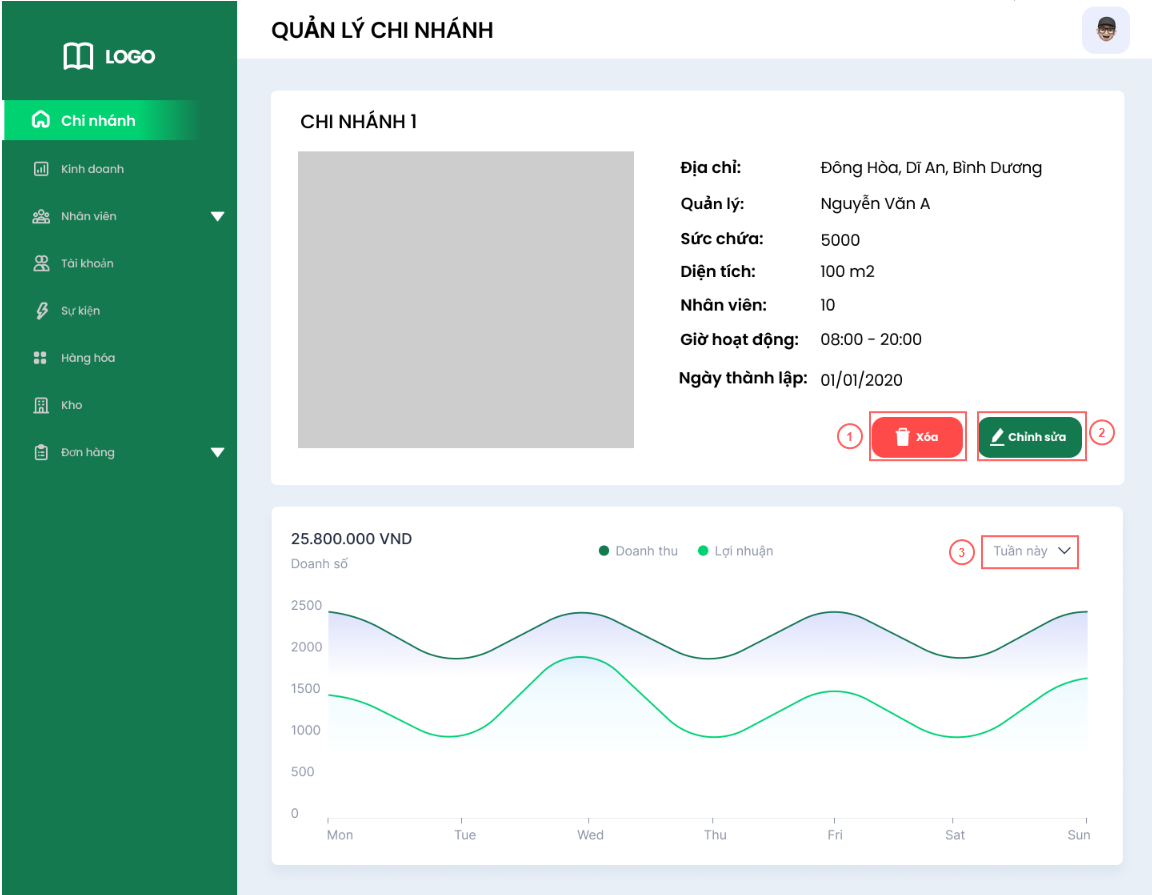 LOGO
Chi nhánh
Kinh doanh
Nhân viên
Tài khoản
Sự kiện
Hàng hóa
Kho
Đơn hàng
QUẢN LÝ CHI NHÁNH
CHI NHÁNH 1
Địa chỉ: Đông Hòa, Dĩ An, Bình Dương
Quản lý: Nguyễn Văn A
Sức chứa: 5000
Diện tích: 100 m2
Nhân viên: 10
Giờ hoạt động: 08:00 - 20:00
Ngày thành lập: 01/01/2020
1 Xóa Chỉnh sửa 2
25.800.000 VND
Doanh số
Doanh thu Lợi nhuận
3 Tuần này
2500
2000
1500
1000
500
0
Mon Tue Wed Thu Fri Sat Sun